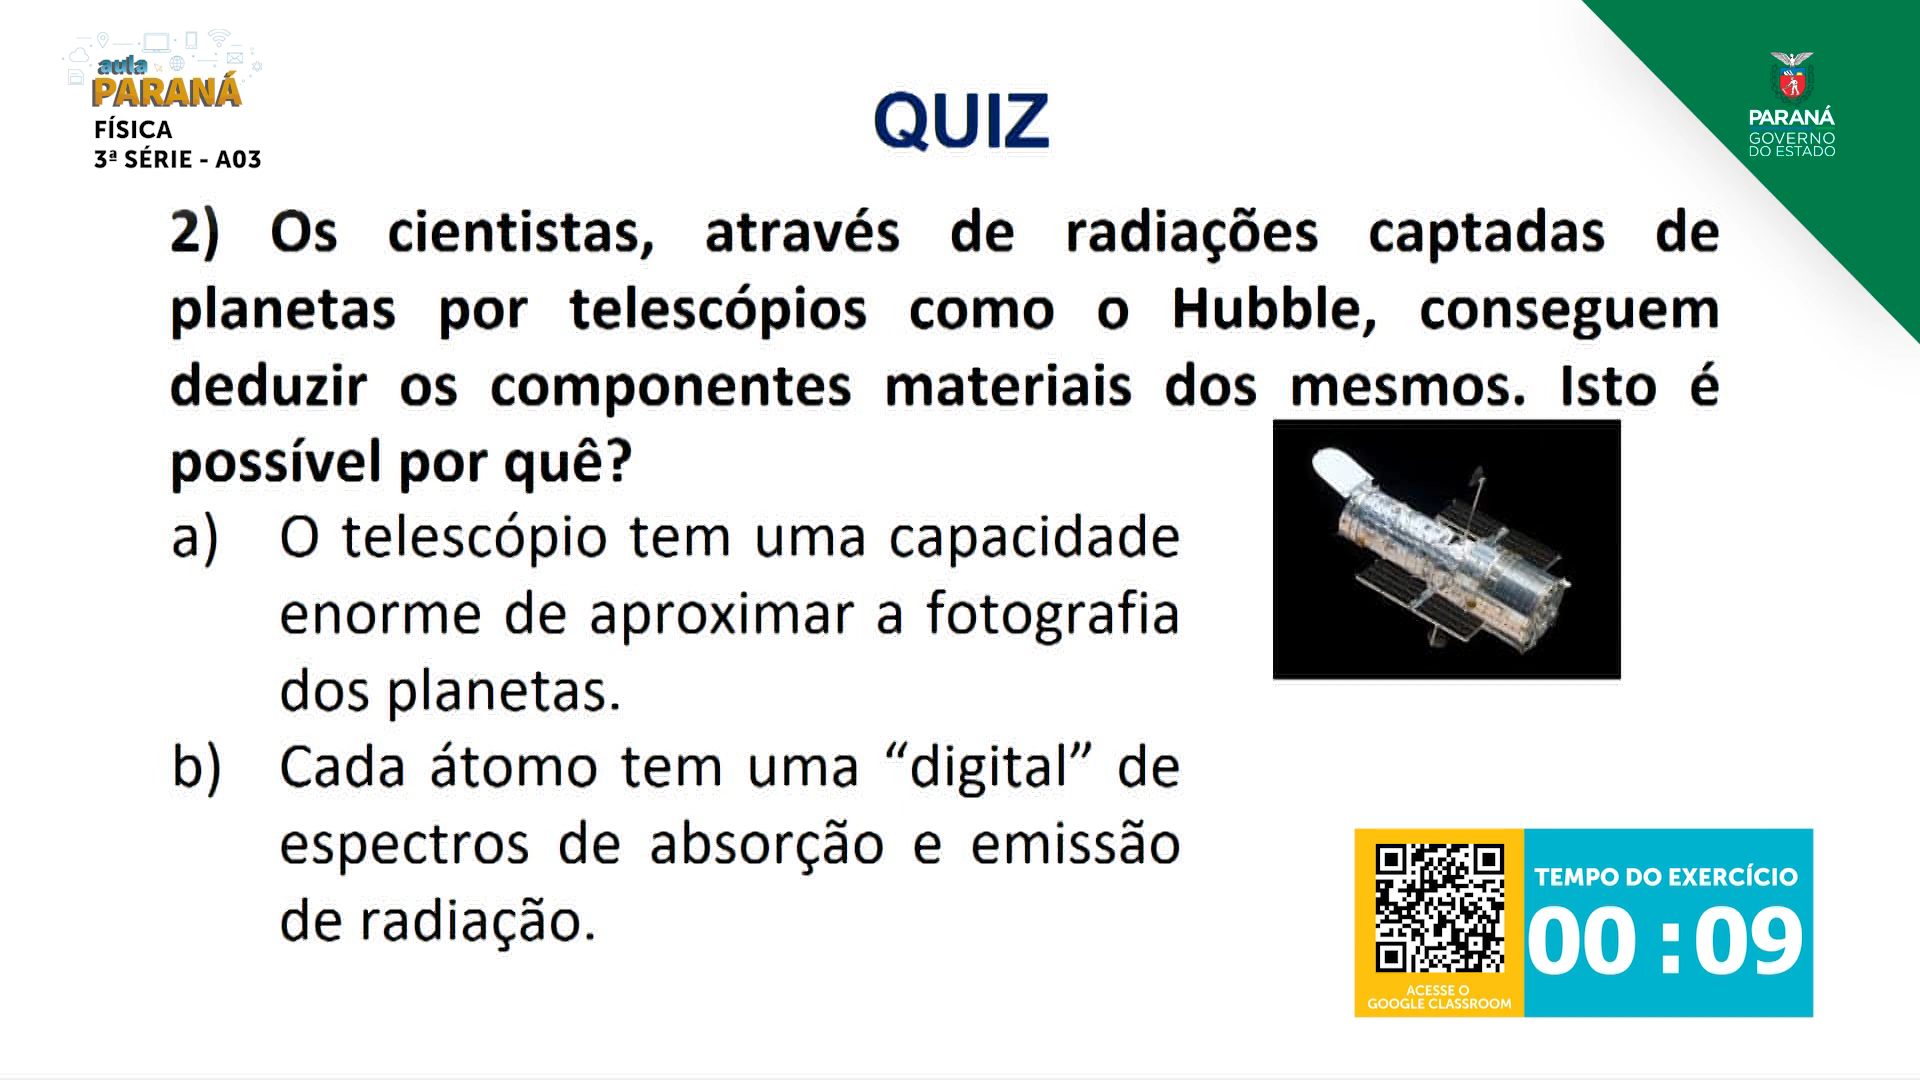 aula
PARANÁ
FÍSICA
3ª SÉRIE - A03
QUIZ
PARANÁ
GOVERNO
DO ESTADO
2) Os cientistas, através de radiações captadas de
planetas por telescópios como o Hubble, conseguem
deduzir os componentes materiais dos mesmos. Isto é
possível por quê?
a) O telescópio tem uma capacidade
enorme de aproximar a fotografia
dos planetas.
b) Cada átomo tem uma “digital” de
espectros de absorção e emissão
de radiação.
ACESSE O
GOOGLE CLASSROOM
TEMPO DO EXERCÍCIO
00:09